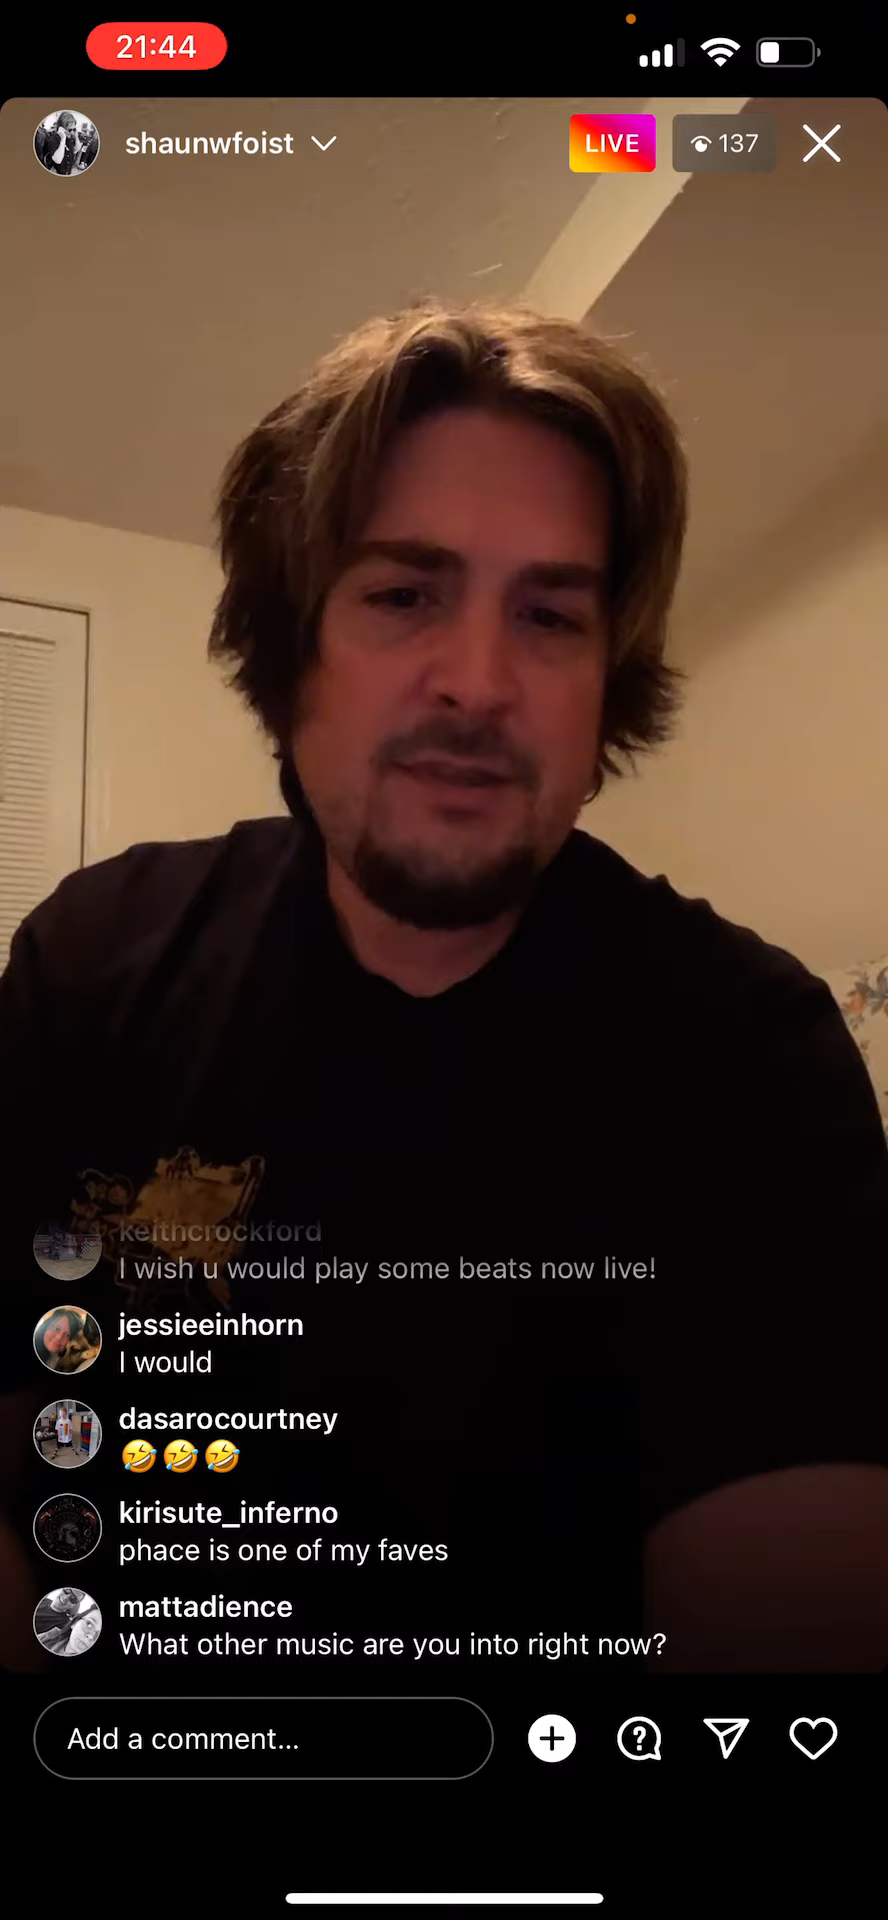 21:44
shaunwfoist
LIVE
137
keithcrockford
I wish u would play some beats now live!
jessieeinhorn
I would
dasarocourtney
🤣🤣🤣
kirisute_inferno
phace is one of my faves
mattadience
What other music are you into right now?
Add a comment...